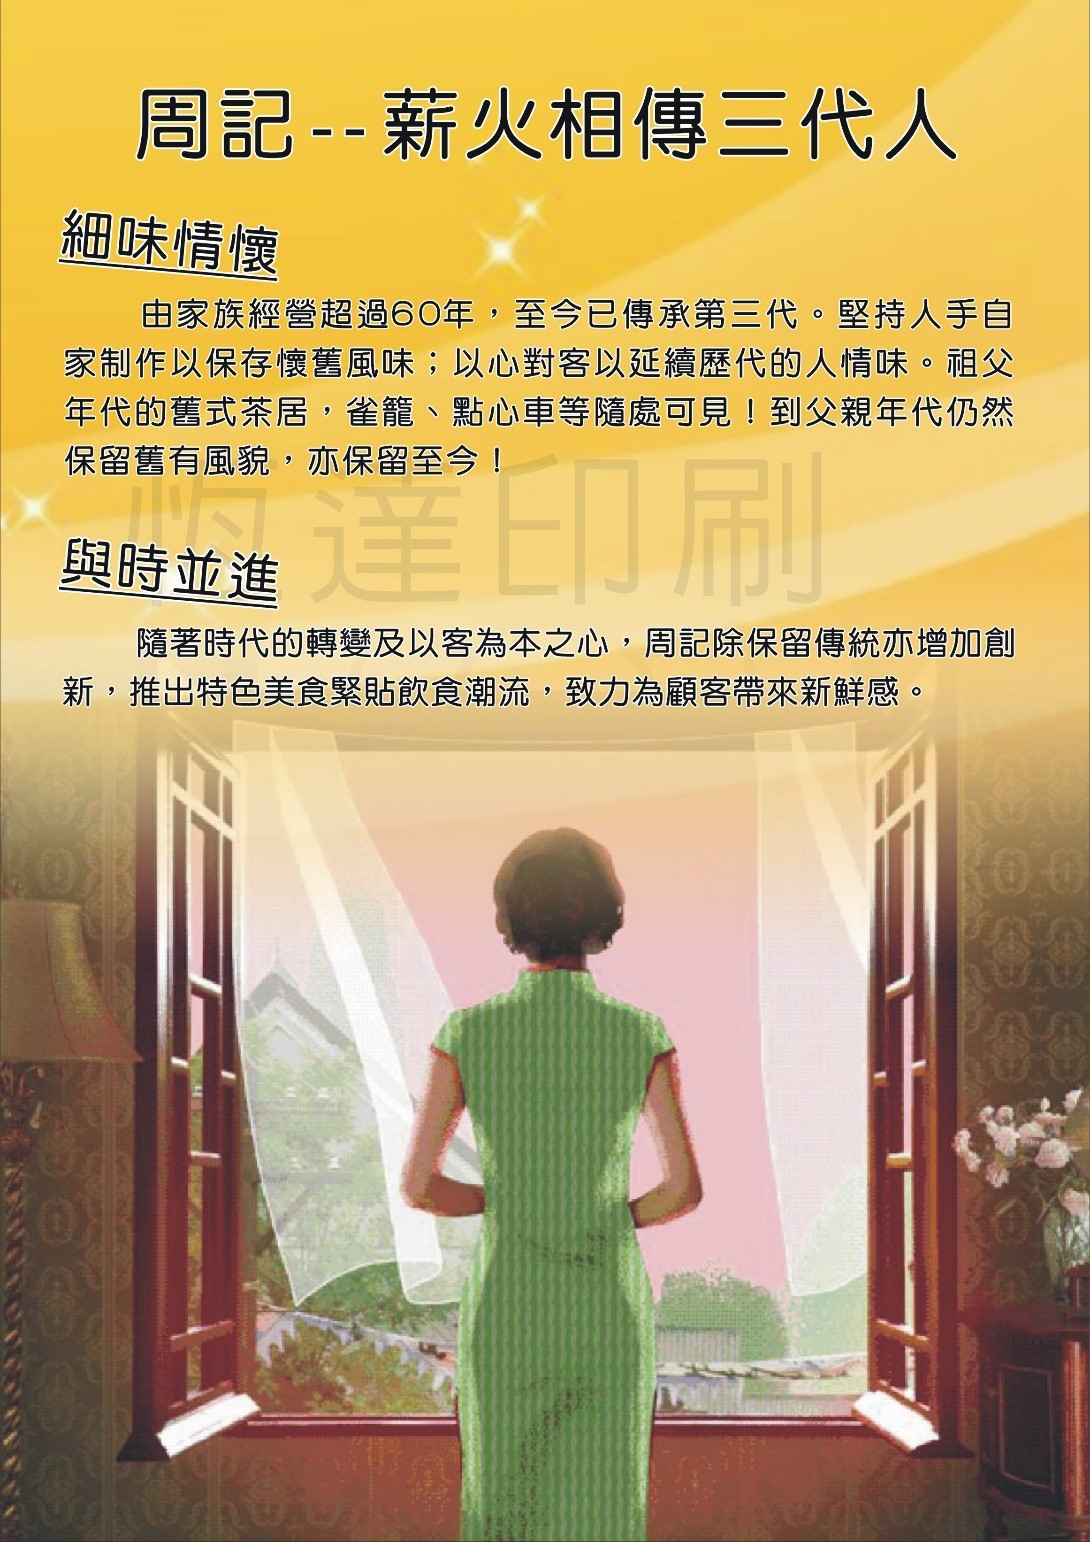 周記--薪火相傳三代人
細味情懷
由家族經營超過60年，至今已傳承第三代。堅持人手自
家制作以保存懷舊風味；以心對客以延續歷代的人情味。祖父
年代的舊式茶居，雀籠、點心車等隨處可見！到父親年代仍然
保留舊有風貌，亦保留至今！
恆達印刷
與時並進
隨著時代的轉變及以客為本之心，周記除保留傳統亦增加創
新，推出特色美食緊貼飲食潮流，致力為顧客帶來新鮮感。